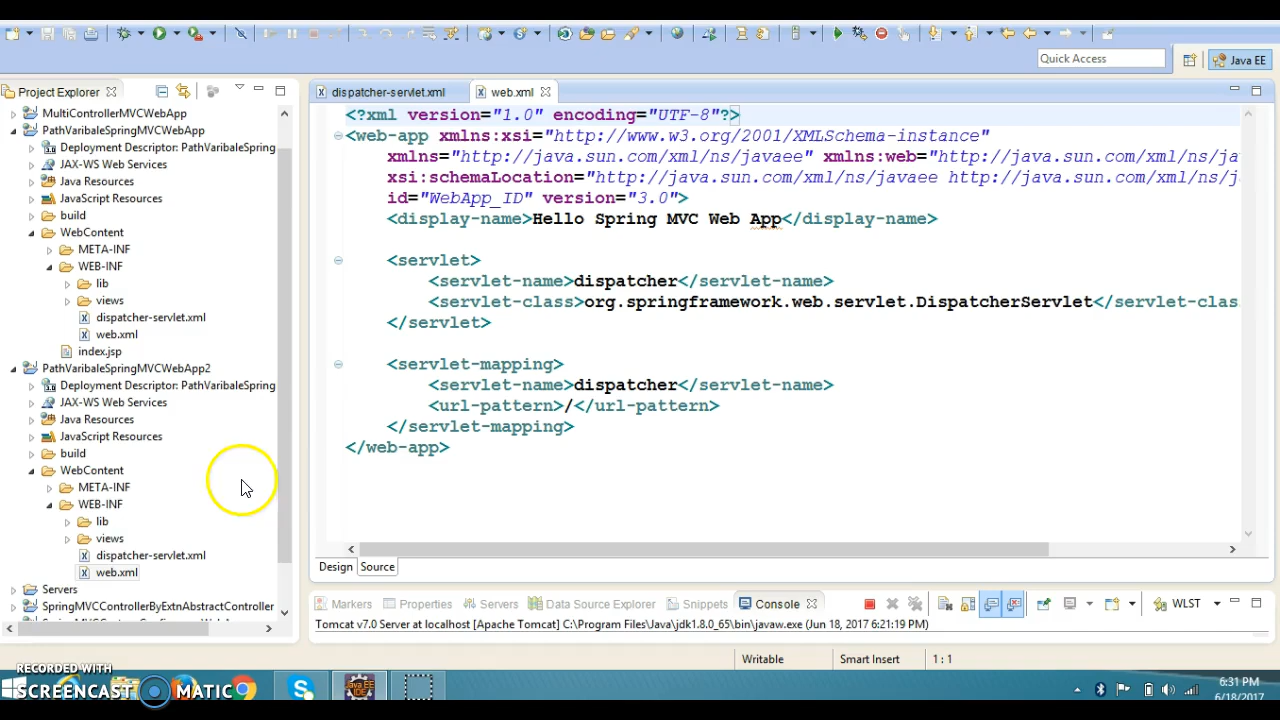 Quick Access
Java EE
Project Explorer
MultiControllerMVCWebApp
PathVaribaleSpringMVCWebApp
Deployment Descriptor: PathVaribaleSpring
JAX-WS Web Services
Java Resources
JavaScript Resources
build
WebContent
META-INF
WEB-INF
lib
views
dispatcher-servlet.xml
web.xml
index.jsp
PathVaribaleSpringMVCWebApp2
Deployment Descriptor: PathVaribaleSpring
JAX-WS Web Services
Java Resources
JavaScript Resources
build
WebContent
META-INF
WEB-INF
lib
views
dispatcher-servlet.xml
web.xml
Servers
SpringMVCControllerByExtnAbstractController
dispatcher-servlet.xml
web.xml
<?xml version="1.0" encoding="UTF-8"?>
<web-app xmlns:xsi="http://www.w3.org/2001/XMLSchema-instance"
xmlns="http://java.sun.com/xml/ns/javaee" xmlns:web="http://java.sun.com/xml/ns/ja
xsi:schemaLocation="http://java.sun.com/xml/ns/javaee http://java.sun.com/xml/ns/j
id="WebApp_ID" version="3.0">
<display-name>Hello Spring MVC Web App</display-name>
<servlet>
<servlet-name>dispatcher</servlet-name>
<servlet-class>org.springframework.web.servlet.DispatcherServlet</servlet-clas
</servlet>
<servlet-mapping>
<servlet-name>dispatcher</servlet-name>
<url-pattern>/</url-pattern>
</servlet-mapping>
</web-app>
Design
Source
Markers
Properties
Servers
Data Source Explorer
Snippets
Console
WLST
Tomcat v7.0 Server at localhost [Apache Tomcat] C:\Program Files\Java\jdk1.8.0_65\bin\javaw.exe (Jun 18, 2017 6:21:19 PM)
Writable
Smart Insert
1 : 1
RECORDED WITH
SCREENCAST MATIC
Java EE
IDE
6:31 PM
6/18/2017